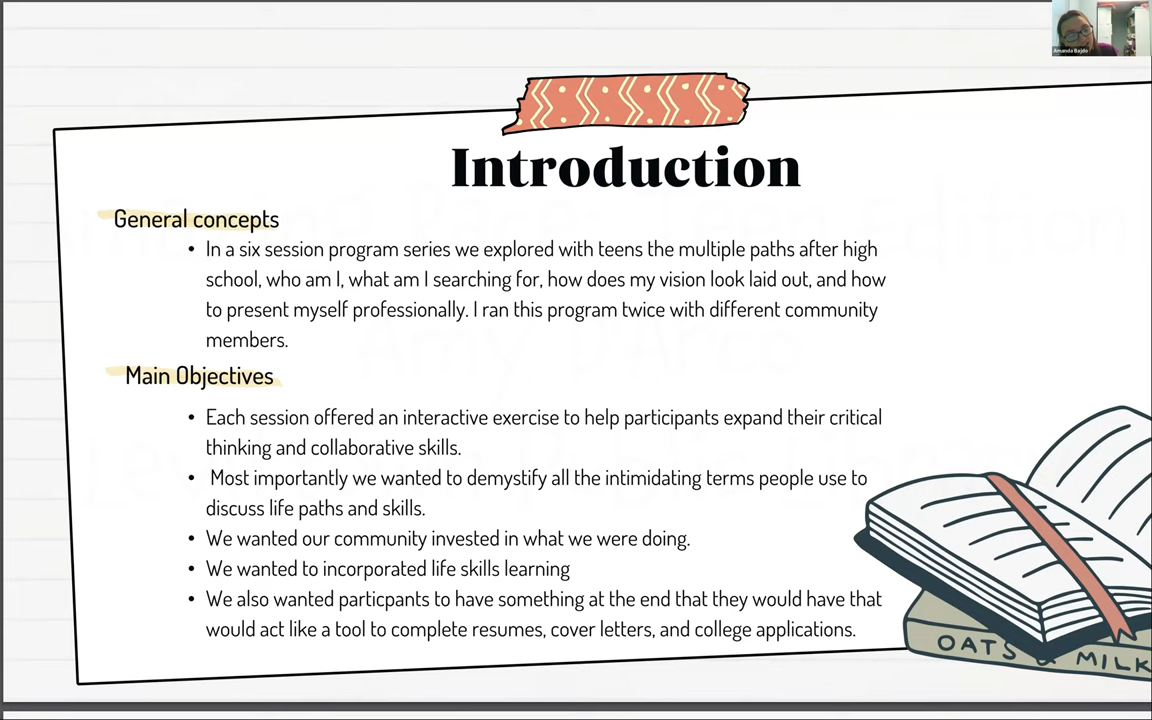 Amanda Bajdo
Introduction
General concepts
• In a six session program series we explored with teens the multiple paths after high
school, who am I, what am I searching for, how does my vision look laid out, and how
to present myself professionally. I ran this program twice with different community
members.
Main Objectives
• Each session offered an interactive exercise to help participants expand their critical
thinking and collaborative skills.
• Most importantly we wanted to demystify all the intimidating terms people use to
discuss life paths and skills.
• We wanted our community invested in what we were doing.
• We wanted to incorporated life skills learning
• We also wanted particpants to have something at the end that they would have that
would act like a tool to complete resumes, cover letters, and college applications.
OATS & MILK